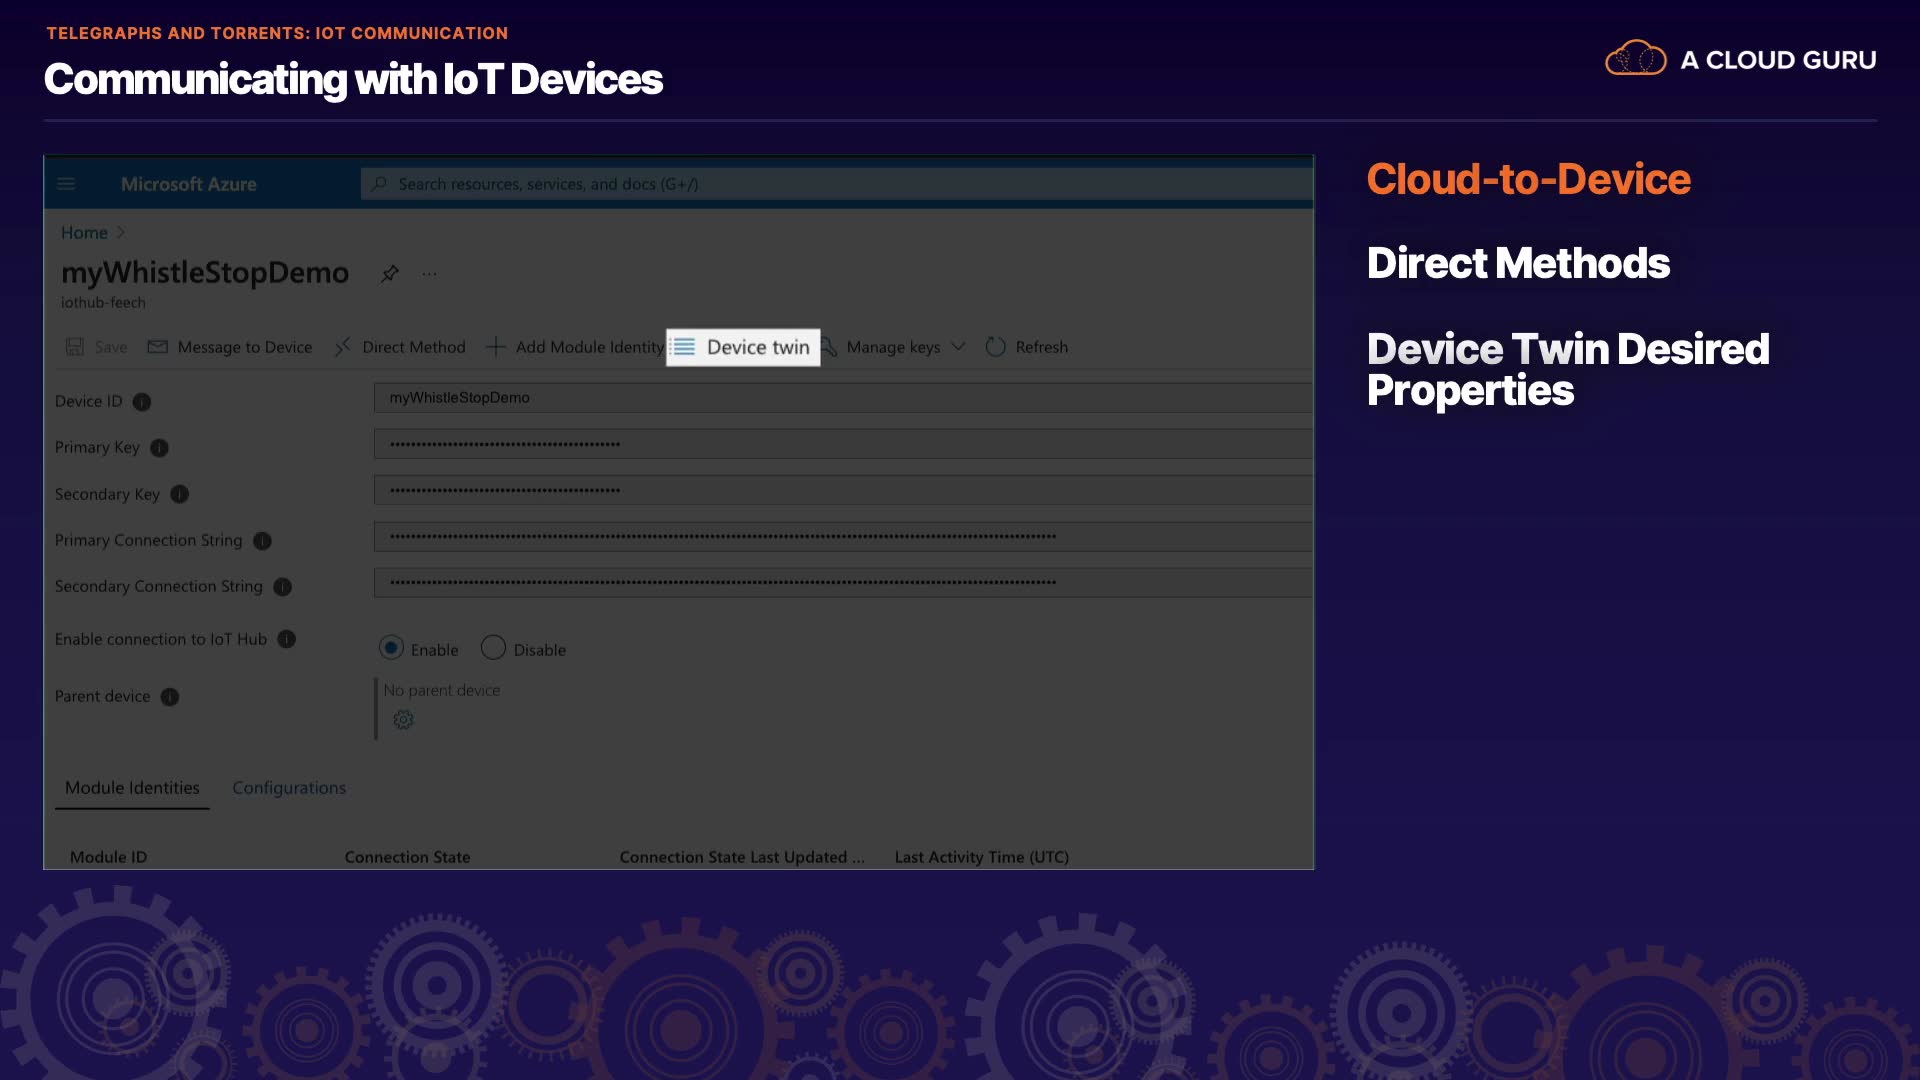 TELEGRAPHS AND TORRENTS: IOT COMMUNICATION
Communicating with IoT Devices
A CLOUD GURU
Microsoft Azure
Search resources, services, and docs (G+/)
Home
myWhistleStopDemo
...
iothub-feech
Save Message to Device Direct Method Add Module Identity Device twin Manage keys Refresh
Device ID myWhistleStopDemo
Primary Key
Secondary Key
Primary Connection String
Secondary Connection String
Enable connection to IoT Hub Enable Disable
Parent device No parent device
Module Identities Configurations
Module ID Connection State Connection State Last Updated ... Last Activity Time (UTC)
Cloud-to-Device
Direct Methods
Device Twin Desired
Properties